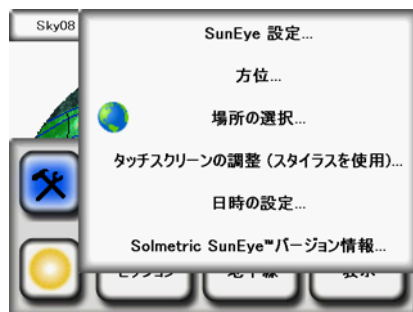 Sky08
SunEye 設定...
方位...
場所の選択...
タッチスクリーンの調整 (スタイラスを使用)...
日時の設定...
Solmetric SunEye™バージョン情報...